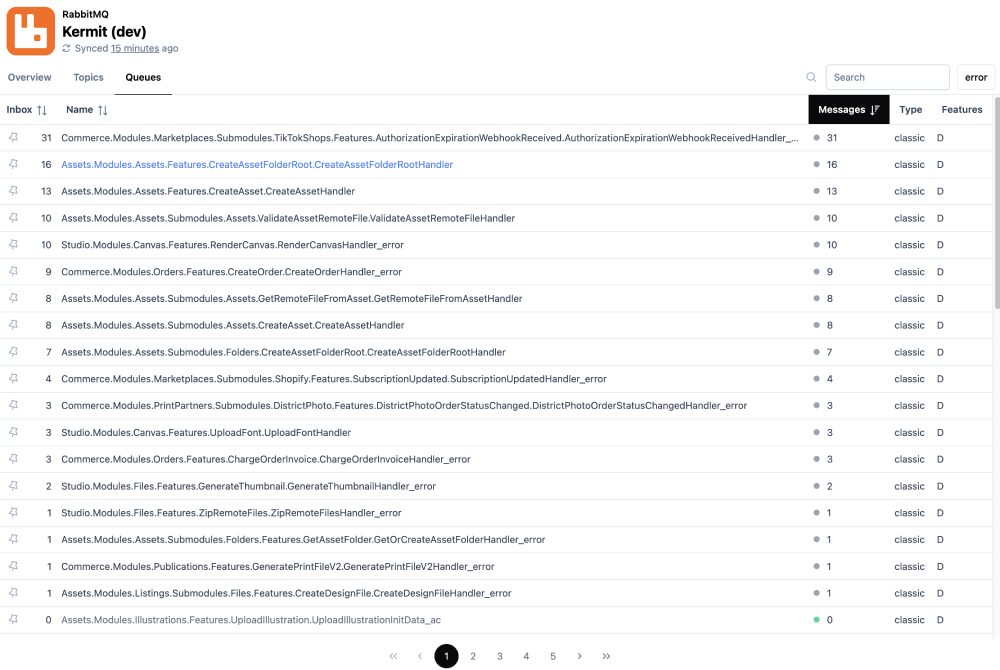 RabbitMQ
Kermit (dev)
Synced 15 minutes ago
Overview Topics Queues Search error
Inbox Name Messages Type Features
31 Commerce.Modules.Marketplaces.Submodules.TikTokShops.Features.AuthorizationExpirationWebhookReceived.AuthorizationExpirationWebhookReceivedHandler_... 31 classic D
16 Assets.Modules.Assets.Features.CreateAssetFolderRoot.CreateAssetFolderRootHandler 16 classic D
13 Assets.Modules.Assets.Features.CreateAsset.CreateAssetHandler 13 classic D
10 Assets.Modules.Assets.Submodules.Assets.ValidateAssetRemoteFile.ValidateAssetRemoteFileHandler 10 classic D
10 Studio.Modules.Canvas.Features.RenderCanvas.RenderCanvasHandler_error 10 classic D
9 Commerce.Modules.Orders.Features.CreateOrder.CreateOrderHandler_error 9 classic D
8 Assets.Modules.Assets.Submodules.Assets.GetRemoteFileFromAsset.GetRemoteFileFromAssetHandler 8 classic D
8 Assets.Modules.Assets.Submodules.Assets.CreateAsset.CreateAssetHandler 8 classic D
7 Assets.Modules.Assets.Submodules.Folders.CreateAssetFolderRoot.CreateAssetFolderRootHandler 7 classic D
4 Commerce.Modules.Marketplaces.Submodules.Shopify.Features.SubscriptionUpdated.SubscriptionUpdatedHandler_error 4 classic D
3 Commerce.Modules.PrintPartners.Submodules.DistrictPhoto.Features.DistrictPhotoOrderStatusChanged.DistrictPhotoOrderStatusChangedHandler_error 3 classic D
3 Studio.Modules.Canvas.Features.UploadFont.UploadFontHandler 3 classic D
3 Commerce.Modules.Orders.Features.ChargeOrderInvoice.ChargeOrderInvoiceHandler_error 3 classic D
2 Studio.Modules.Files.Features.GenerateThumbnail.GenerateThumbnailHandler_error 2 classic D
1 Studio.Modules.Files.Features.ZipRemoteFiles.ZipRemoteFilesHandler_error 1 classic D
1 Assets.Modules.Assets.Submodules.Folders.Features.GetAssetFolder.GetOrCreateAssetFolderHandler_error 1 classic D
1 Commerce.Modules.Publications.Features.GeneratePrintFileV2.GeneratePrintFileV2Handler_error 1 classic D
1 Assets.Modules.Listings.Submodules.Files.Features.CreateDesignFile.CreateDesignFileHandler_error 1 classic D
0 Assets.Modules.Illustrations.Features.UploadIllustration.UploadIllustrationInitData_ac 0 classic D
« ‹ 1 2 3 4 5 › »